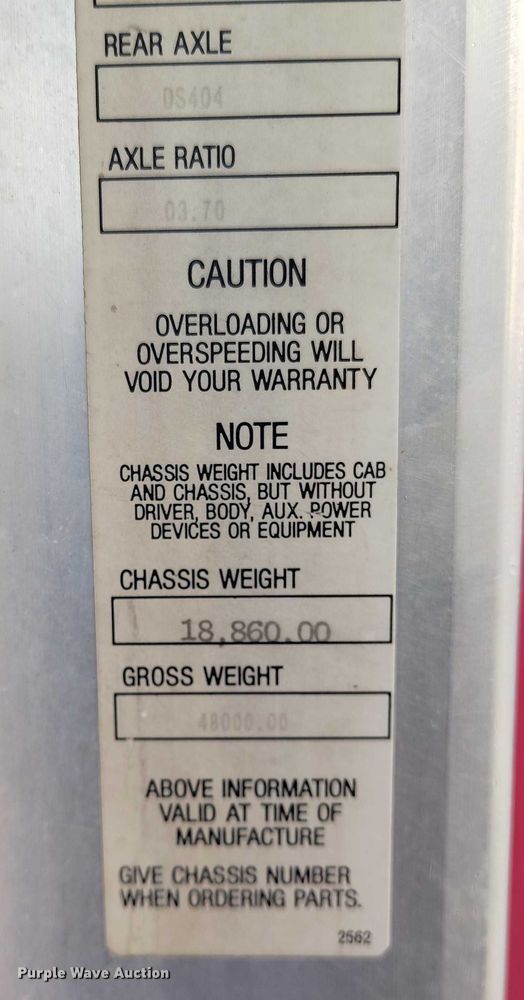 REAR AXLE
DS404
AXLE RATIO
03.70
CAUTION
OVERLOADING OR
OVERSPEEDING WILL
VOID YOUR WARRANTY
NOTE
CHASSIS WEIGHT INCLUDES CAB
AND CHASSIS, BUT WITHOUT
DRIVER, BODY, AUX. POWER
DEVICES OR EQUIPMENT
CHASSIS WEIGHT
18,860.00
GROSS WEIGHT
48000.00
ABOVE INFORMATION
VALID AT TIME OF
MANUFACTURE
GIVE CHASSIS NUMBER
WHEN ORDERING PARTS.
2562
Purple Wave Auction